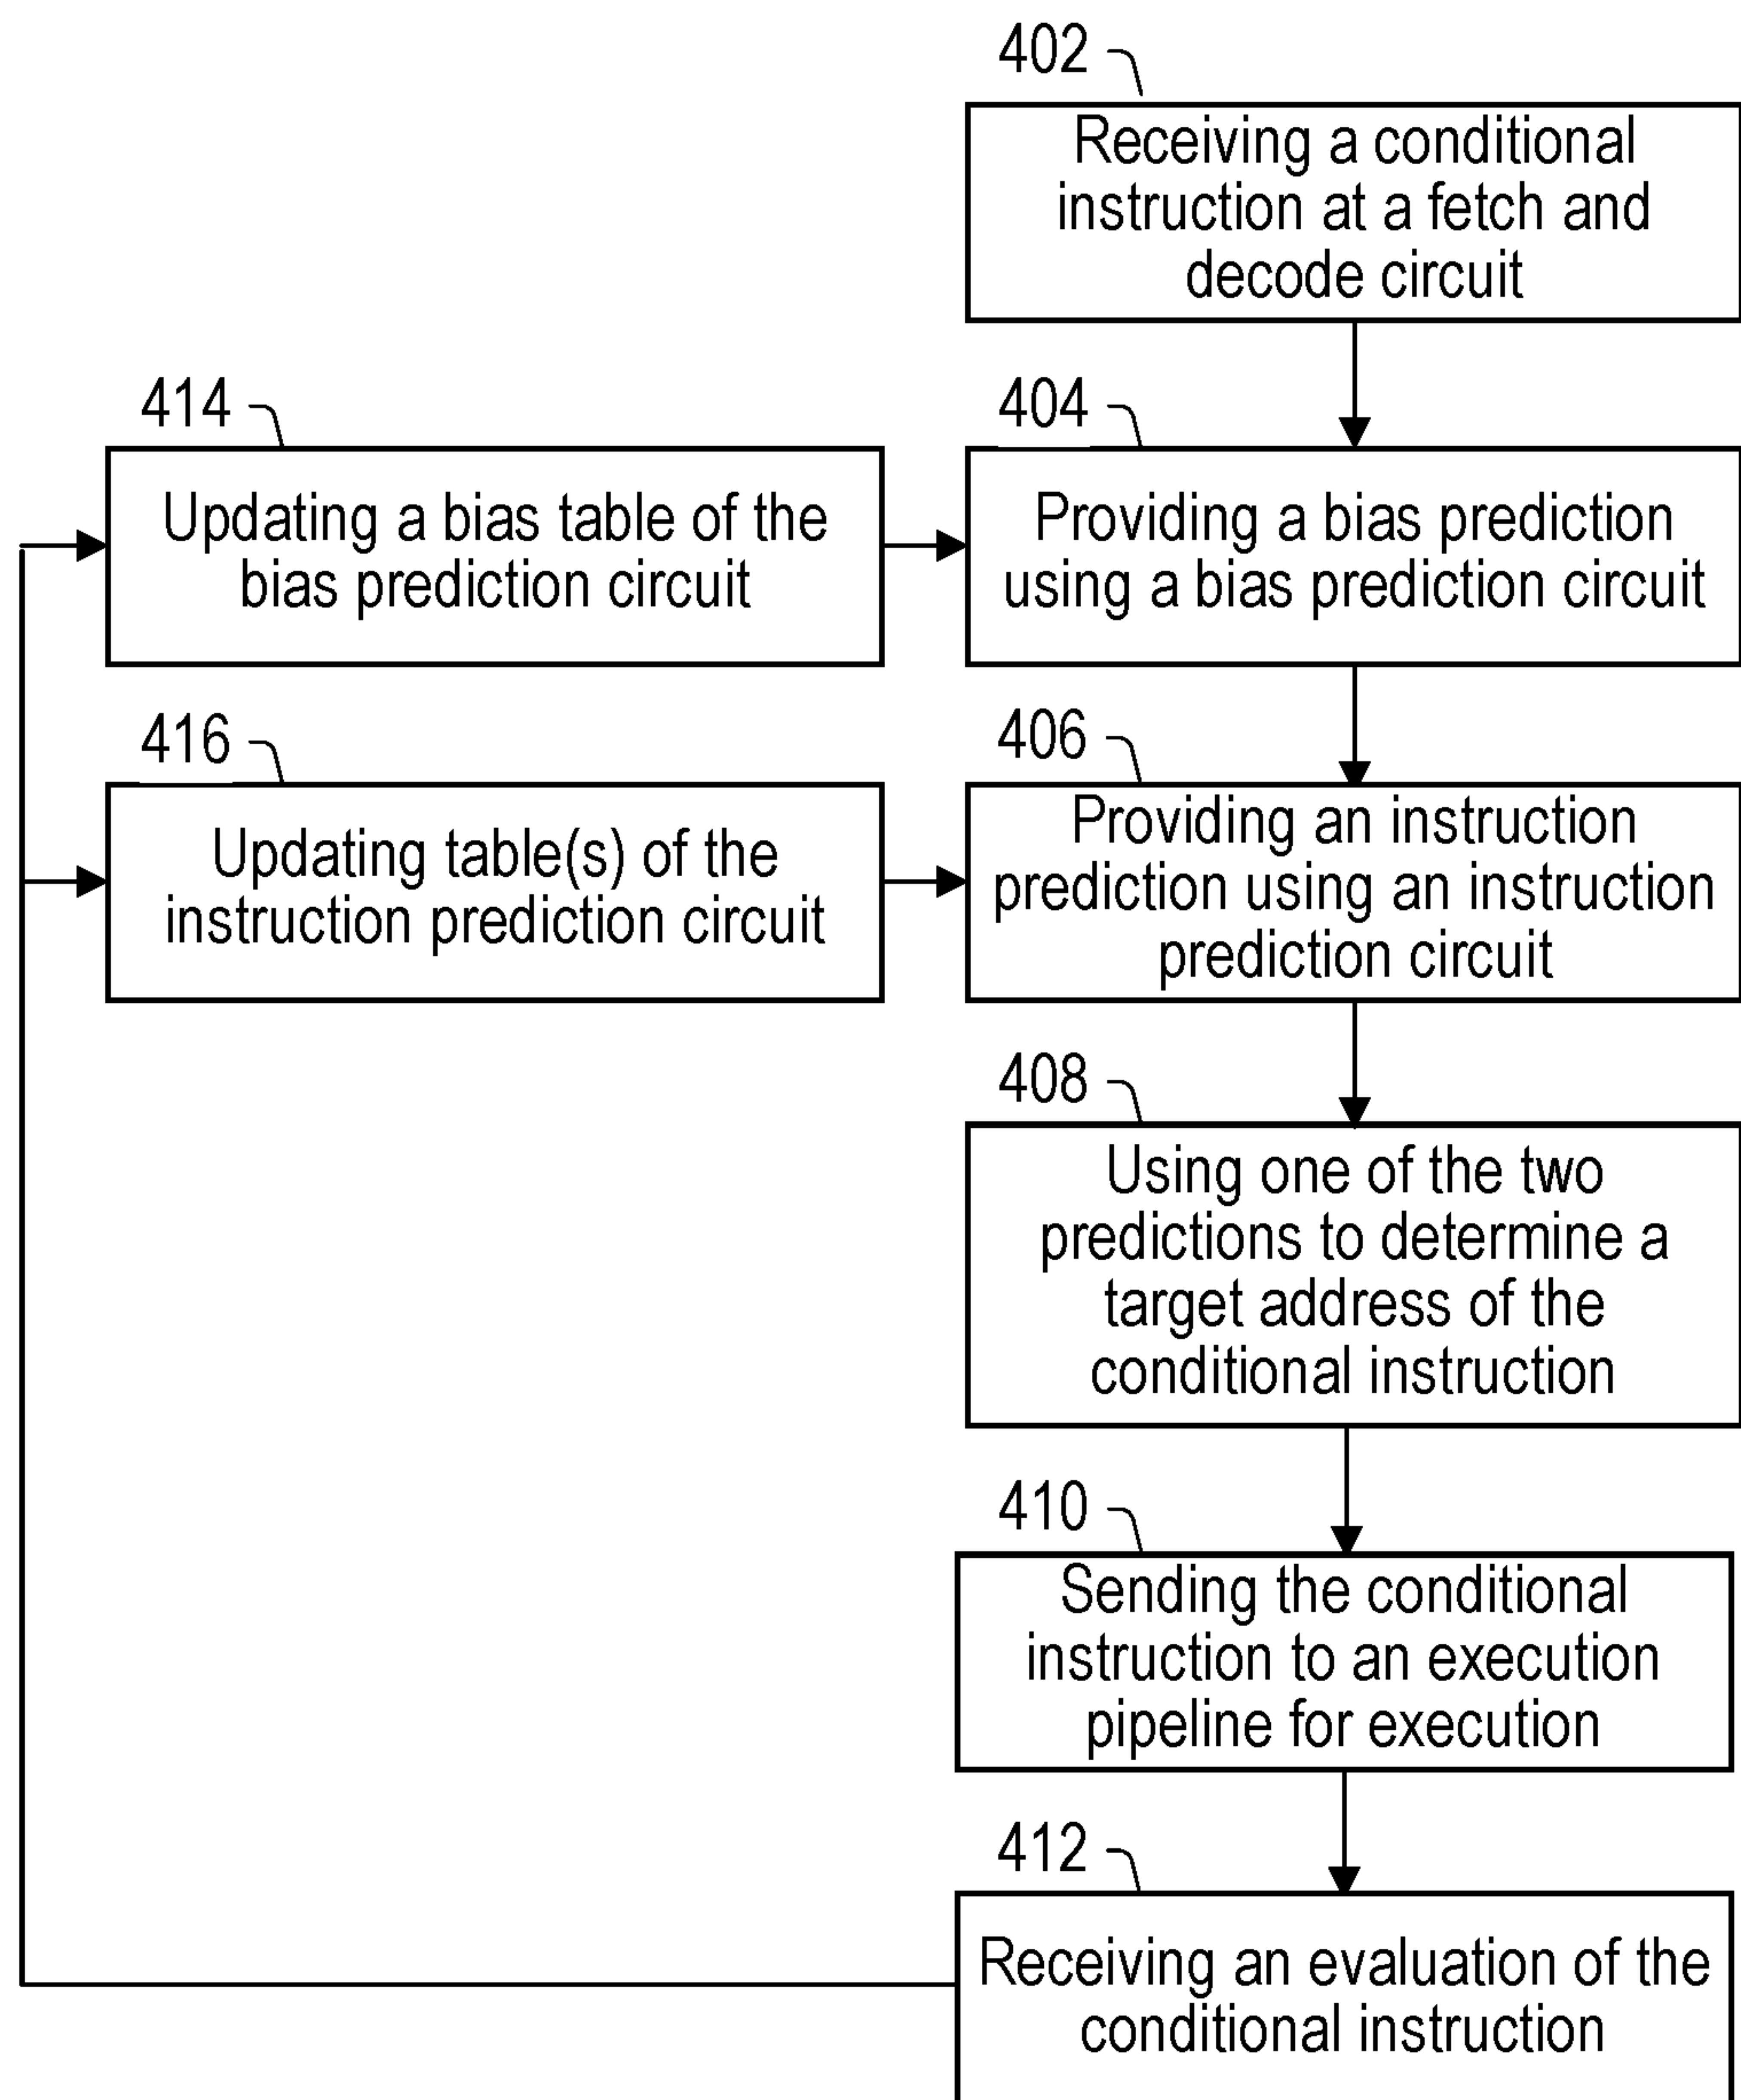 402
Receiving a conditional
instruction at a fetch and
decode circuit
414
Updating a bias table of the
bias prediction circuit
404
Providing a bias prediction
using a bias prediction circuit
416
Updating table(s) of the
instruction prediction circuit
406
Providing an instruction
prediction using an instruction
prediction circuit
408
Using one of the two
predictions to determine a
target address of the
conditional instruction
410
Sending the conditional
instruction to an execution
pipeline for execution
412
Receiving an evaluation of the
conditional instruction